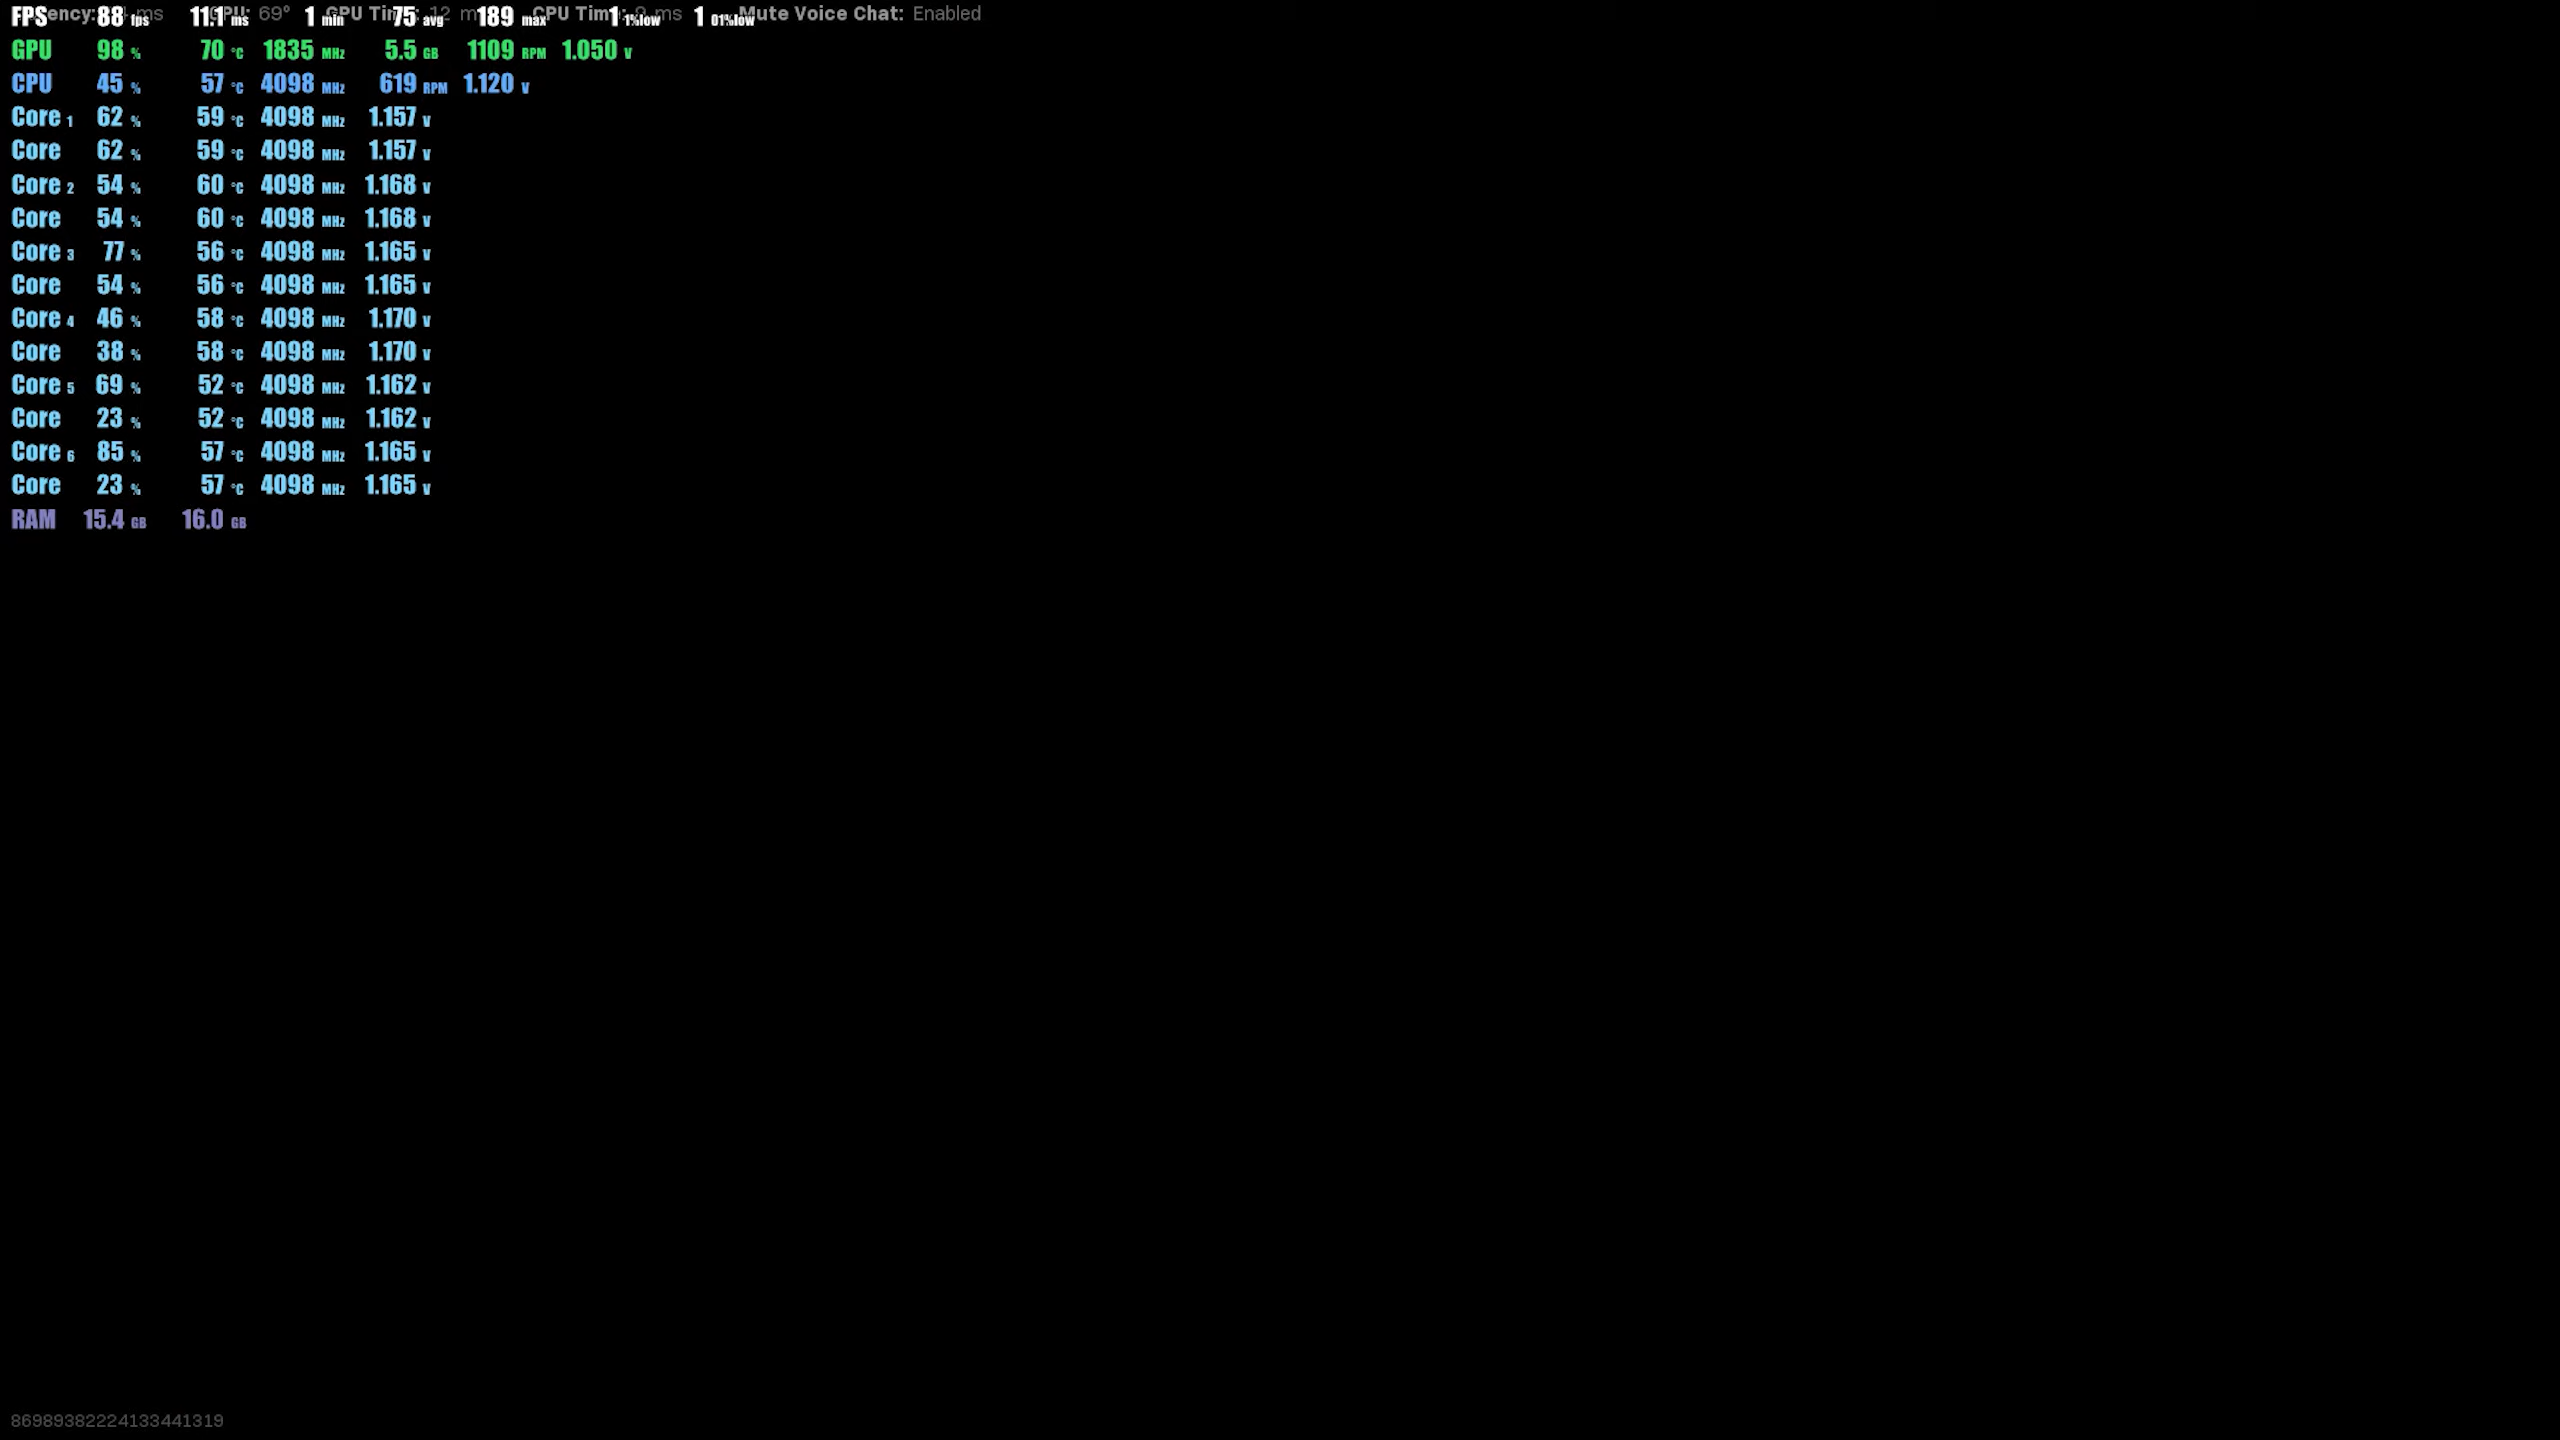 FPS 88 fps 11.1 ms 1 min 75 avg 189 max 1 1%low 1 01%low Mute Voice Chat: Enabled
GPU 98 % 70 °C 1835 MHz 5.5 GB 1109 RPM 1.050 V
CPU 45 % 57 °C 4098 MHz 619 RPM 1.120 V
Core 1 62 % 59 °C 4098 MHz 1.157 V
Core 62 % 59 °C 4098 MHz 1.157 V
Core 2 54 % 60 °C 4098 MHz 1.168 V
Core 54 % 60 °C 4098 MHz 1.168 V
Core 3 77 % 56 °C 4098 MHz 1.165 V
Core 54 % 56 °C 4098 MHz 1.165 V
Core 4 46 % 58 °C 4098 MHz 1.170 V
Core 38 % 58 °C 4098 MHz 1.170 V
Core 5 69 % 52 °C 4098 MHz 1.162 V
Core 23 % 52 °C 4098 MHz 1.162 V
Core 6 85 % 57 °C 4098 MHz 1.165 V
Core 23 % 57 °C 4098 MHz 1.165 V
RAM 15.4 GB 16.0 GB
86989382224133441319